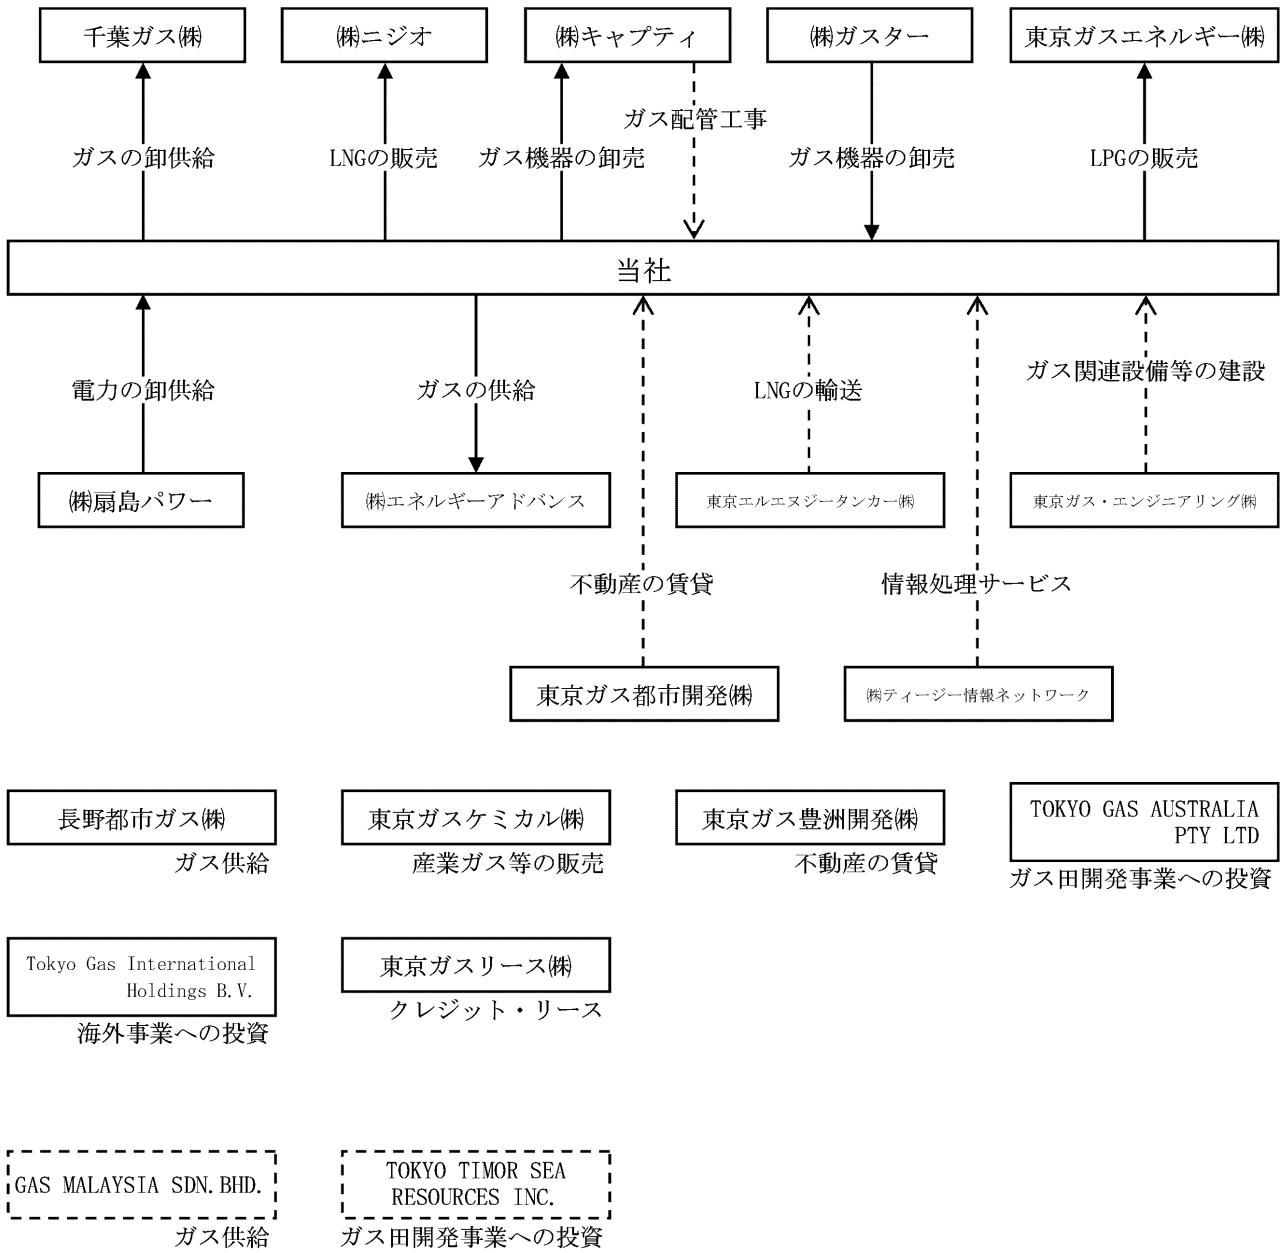 千葉ガス㈱
㈱ニジオ
㈱キャプティ
㈱ガスター
東京ガスエネルギー㈱
ガス配管工事
ガスの卸供給
LNGの販売
ガス機器の卸売
ガス機器の卸売
LPGの販売
当社
電力の卸供給
ガスの供給
LNGの輸送
ガス関連設備等の建設
㈱扇島パワー
㈱エネルギーアドバンス
東京エルエヌジータンカー㈱
東京ガス・エンジニアリング㈱
不動産の賃貸
情報処理サービス
東京ガス都市開発㈱
㈱ティージー情報ネットワーク
長野都市ガス㈱
ガス供給
東京ガスケミカル㈱
産業ガス等の販売
東京ガス豊洲開発㈱
不動産の賃貸
TOKYO GAS AUSTRALIA
PTY LTD
ガス田開発事業への投資
Tokyo Gas International
Holdings B.V.
海外事業への投資
東京ガスリース㈱
クレジット・リース
GAS MALAYSIA SDN.BHD.
ガス供給
TOKYO TIMOR SEA
RESOURCES INC.
ガス田開発事業への投資